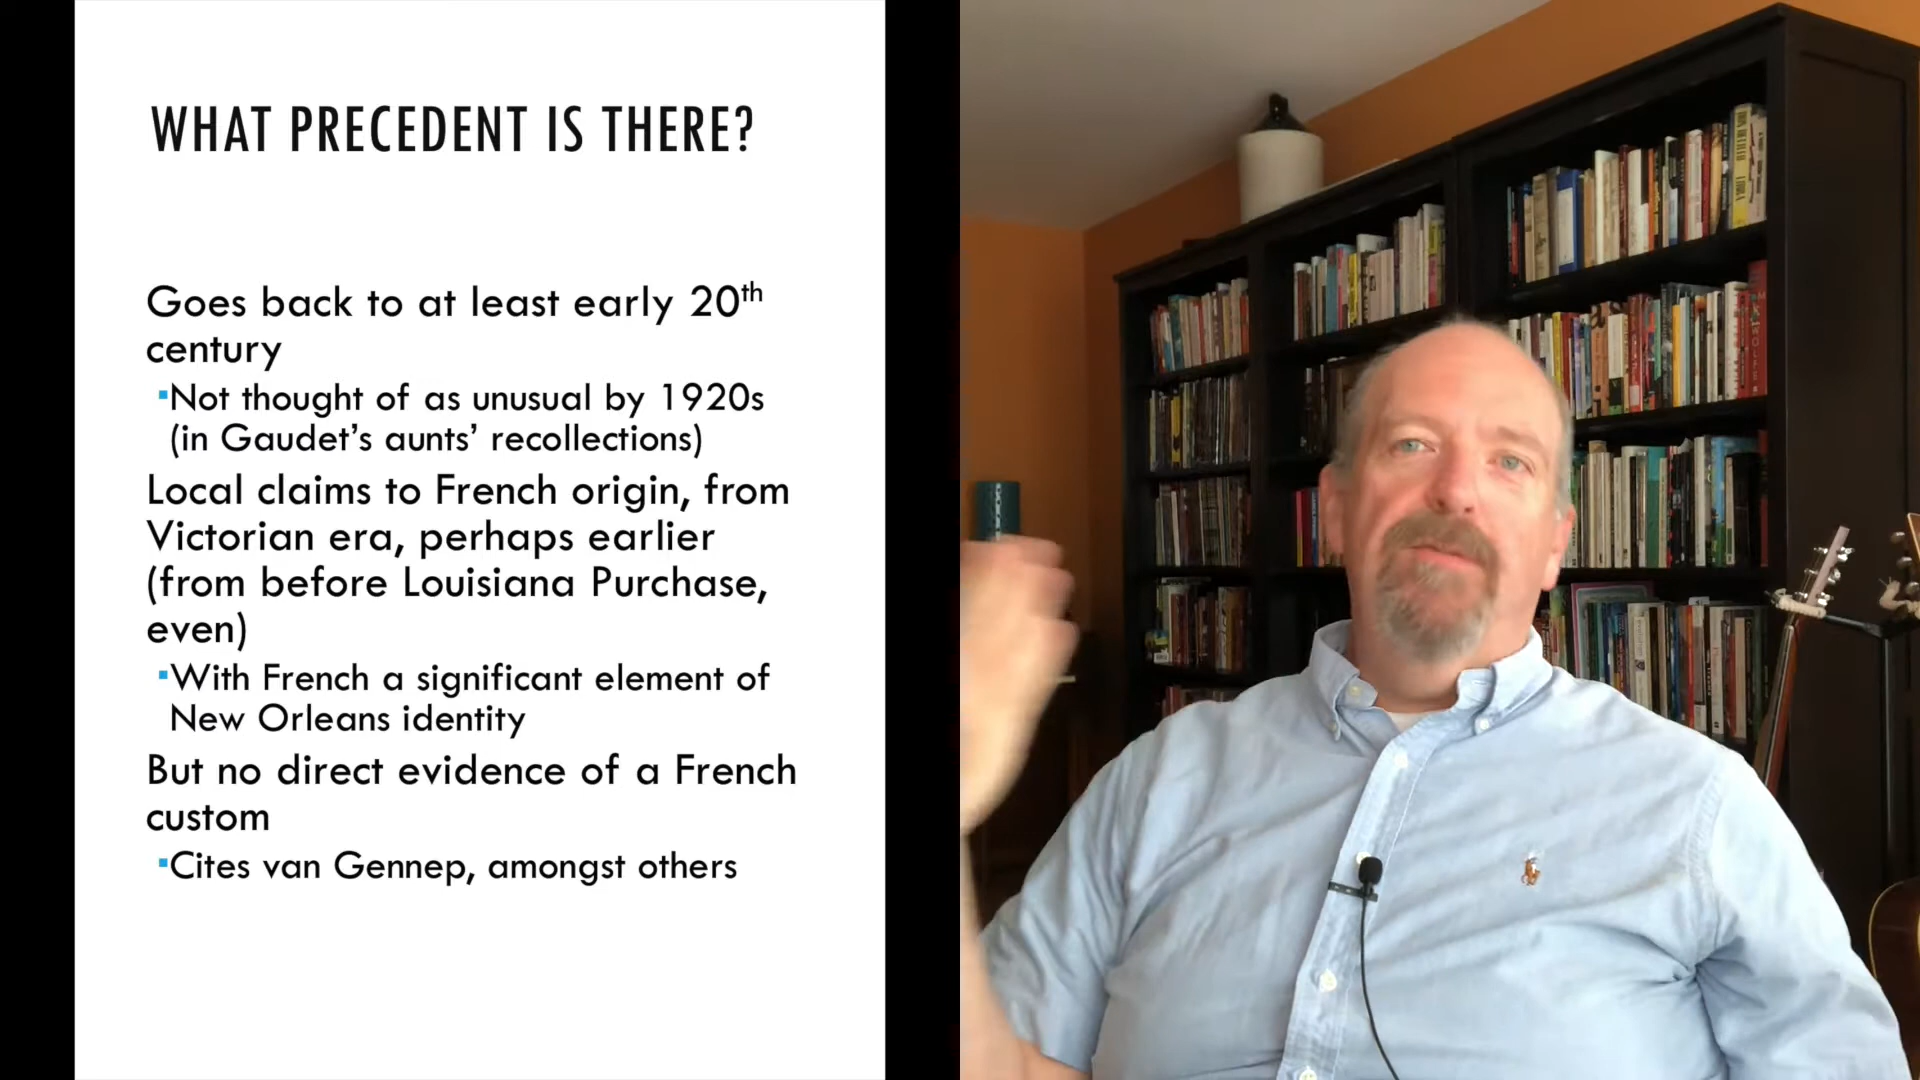 WHAT PRECEDENT IS THERE?
Goes back to at least early 20th
century
▪Not thought of as unusual by 1920s
(in Gaudet's aunts' recollections)
Local claims to French origin, from
Victorian era, perhaps earlier
(from before Louisiana Purchase,
even)
▪With French a significant element of
New Orleans identity
But no direct evidence of a French
custom
▪Cites van Gennep, amongst others